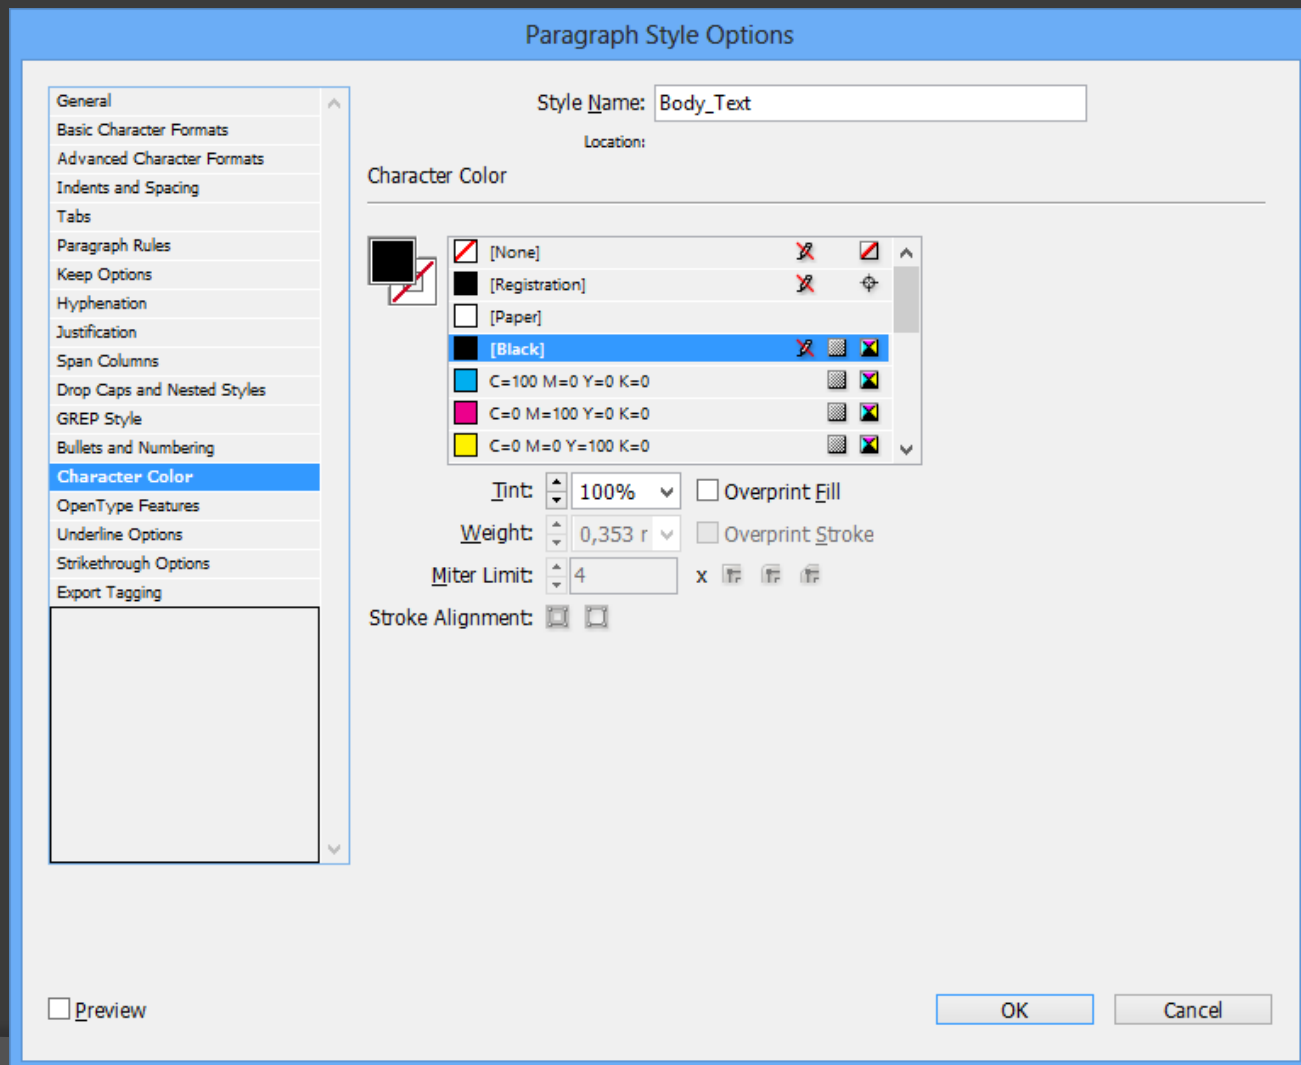 Paragraph Style Options
General
Basic Character Formats
Advanced Character Formats
Indents and Spacing
Tabs
Paragraph Rules
Keep Options
Hyphenation
Justification
Span Columns
Drop Caps and Nested Styles
GREP Style
Bullets and Numbering
Character Color
OpenType Features
Underline Options
Strikethrough Options
Export Tagging
Style Name: Body_Text
Location:
Character Color
[None]
[Registration]
[Paper]
[Black]
C=100 M=0 Y=0 K=0
C=0 M=100 Y=0 K=0
C=0 M=0 Y=100 K=0
Tint: 100% Overprint Fill
Weight: 0,353 r Overprint Stroke
Miter Limit: 4 x
Stroke Alignment:
Preview
OK Cancel